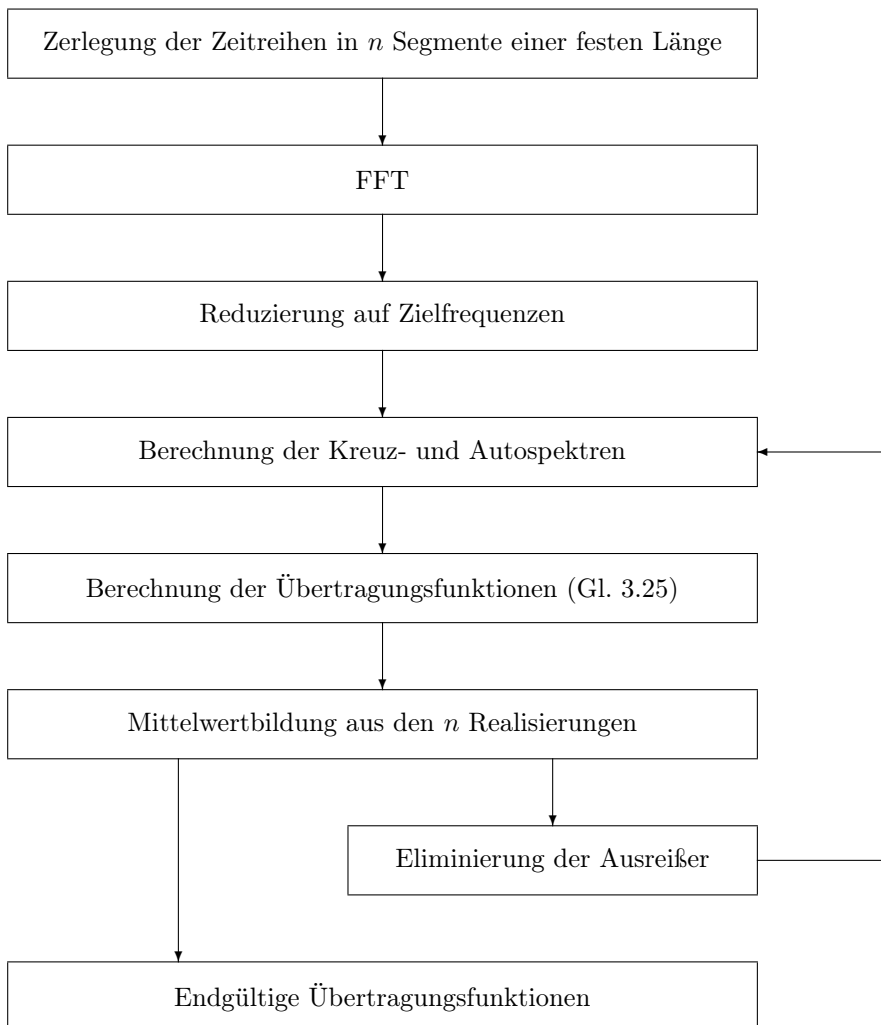 Zerlegung der Zeitreihen in n Segmente einer festen Länge
FFT
Reduzierung auf Zielfrequenzen
Berechnung der Kreuz- und Autospektren
Berechnung der Übertragungsfunktionen (Gl. 3.25)
Mittelwertbildung aus den n Realisierungen
Eliminierung der Ausreißer
Endgültige Übertragungsfunktionen